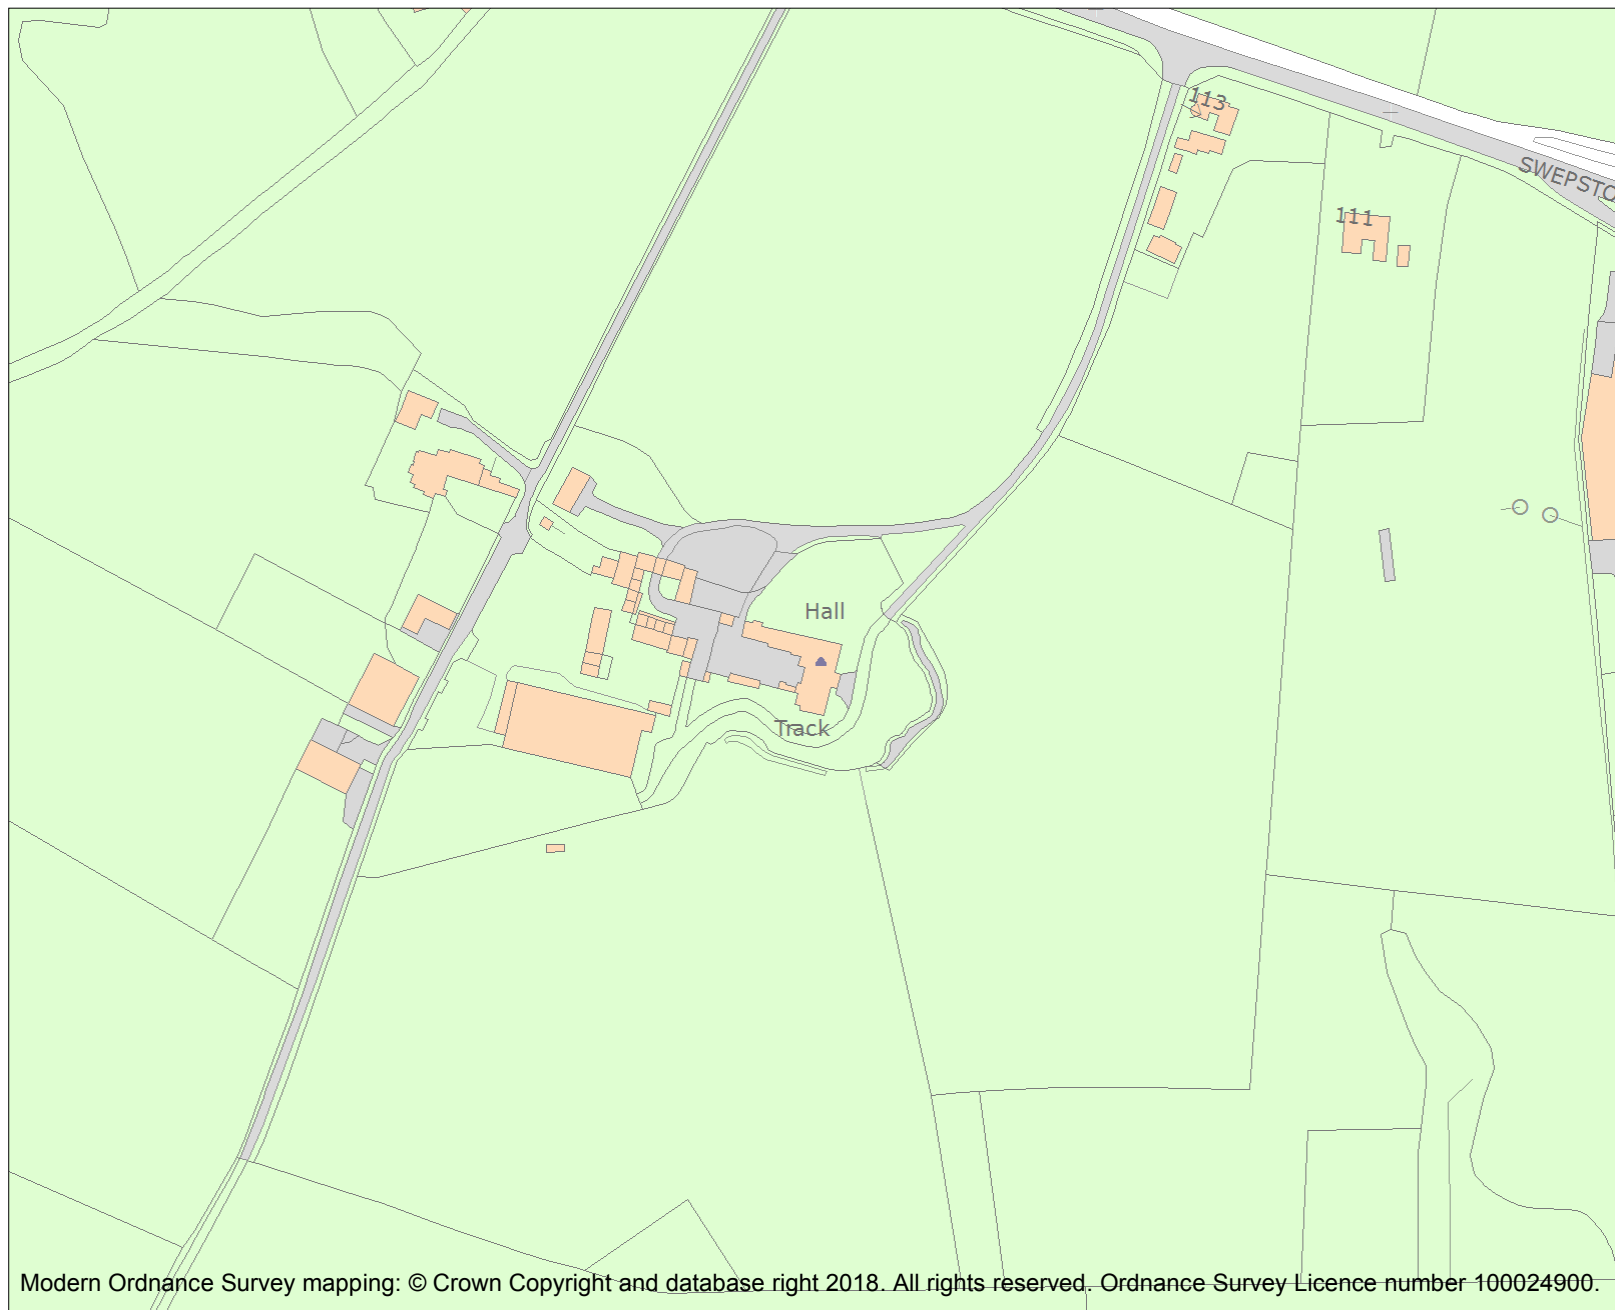 113
SWEPSTO
111
Hall
Track
Modern Ordnance Survey mapping: © Crown Copyright and database right 2018. All rights reserved. Ordnance Survey Licence number 100024900.